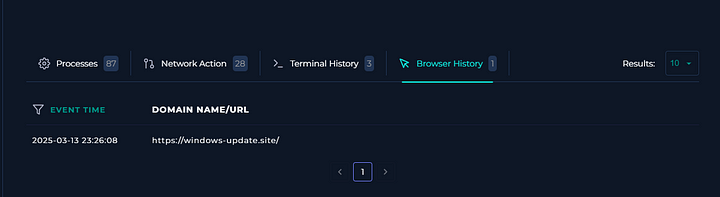 Processes 87 Network Action 28 Terminal History 3 Browser History 1 Results: 10
EVENT TIME DOMAIN NAME/URL
2025-03-13 23:26:08 https://windows-update.site/
1